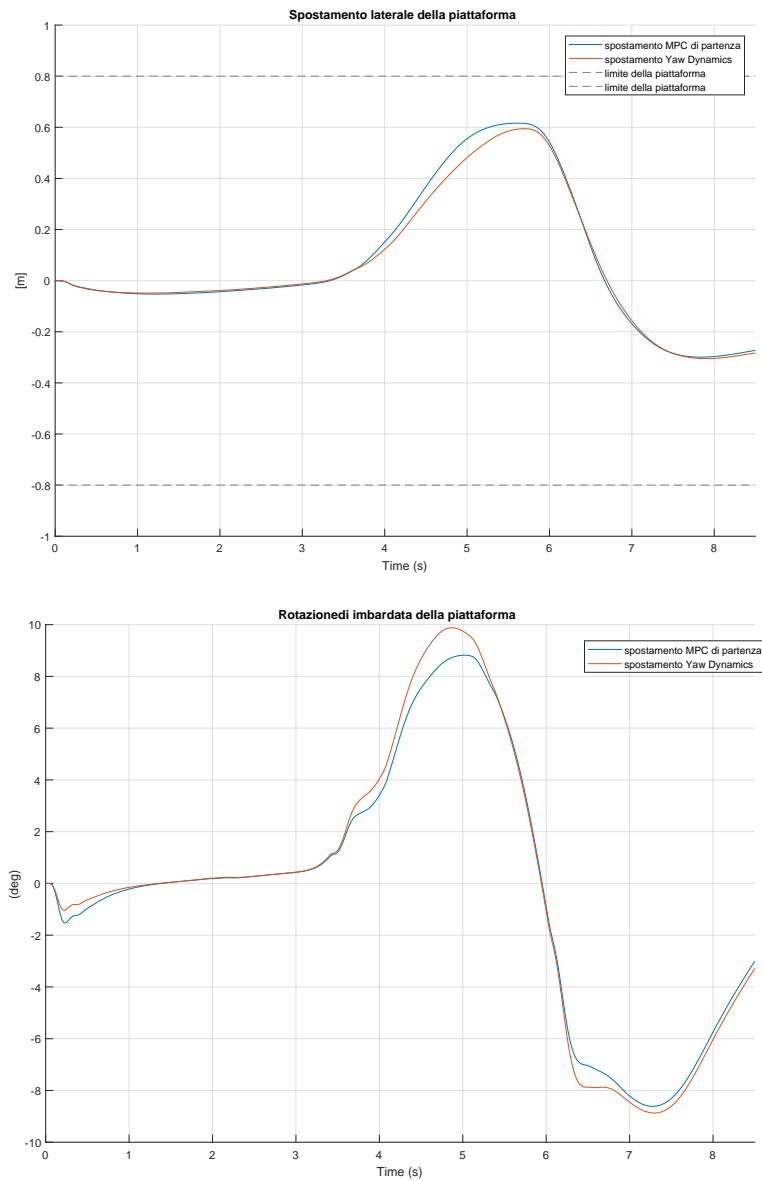 Spostamento laterale della piattaforma
1
0.8
0.6
0.4
0.2
0
-0.2
-0.4
-0.6
-0.8
-1
[m]
spostamento MPC di partenza
spostamento Yaw Dynamics
limite della piattaforma
limite della piattaforma
0 1 2 3 4 5 6 7 8
Time (s)
Rotazionedi imbardata della piattaforma
10
8
6
4
2
0
-2
-4
-6
-8
-10
(deg)
spostamento MPC di partenza
spostamento Yaw Dynamics
0 1 2 3 4 5 6 7 8
Time (s)